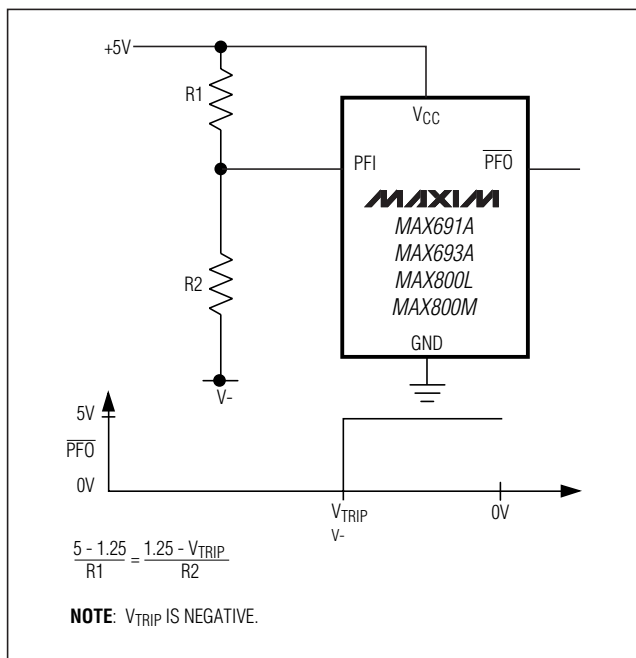 +5V
R1
VCC
PFI
PFO
MAXIM
MAX691A
MAX693A
MAX800L
MAX800M
R2
GND
V-
5V
PFO
0V
VTRIP
0V
V-
5 - 1.25 / R1 = 1.25 - VTRIP / R2
NOTE: VTRIP IS NEGATIVE.